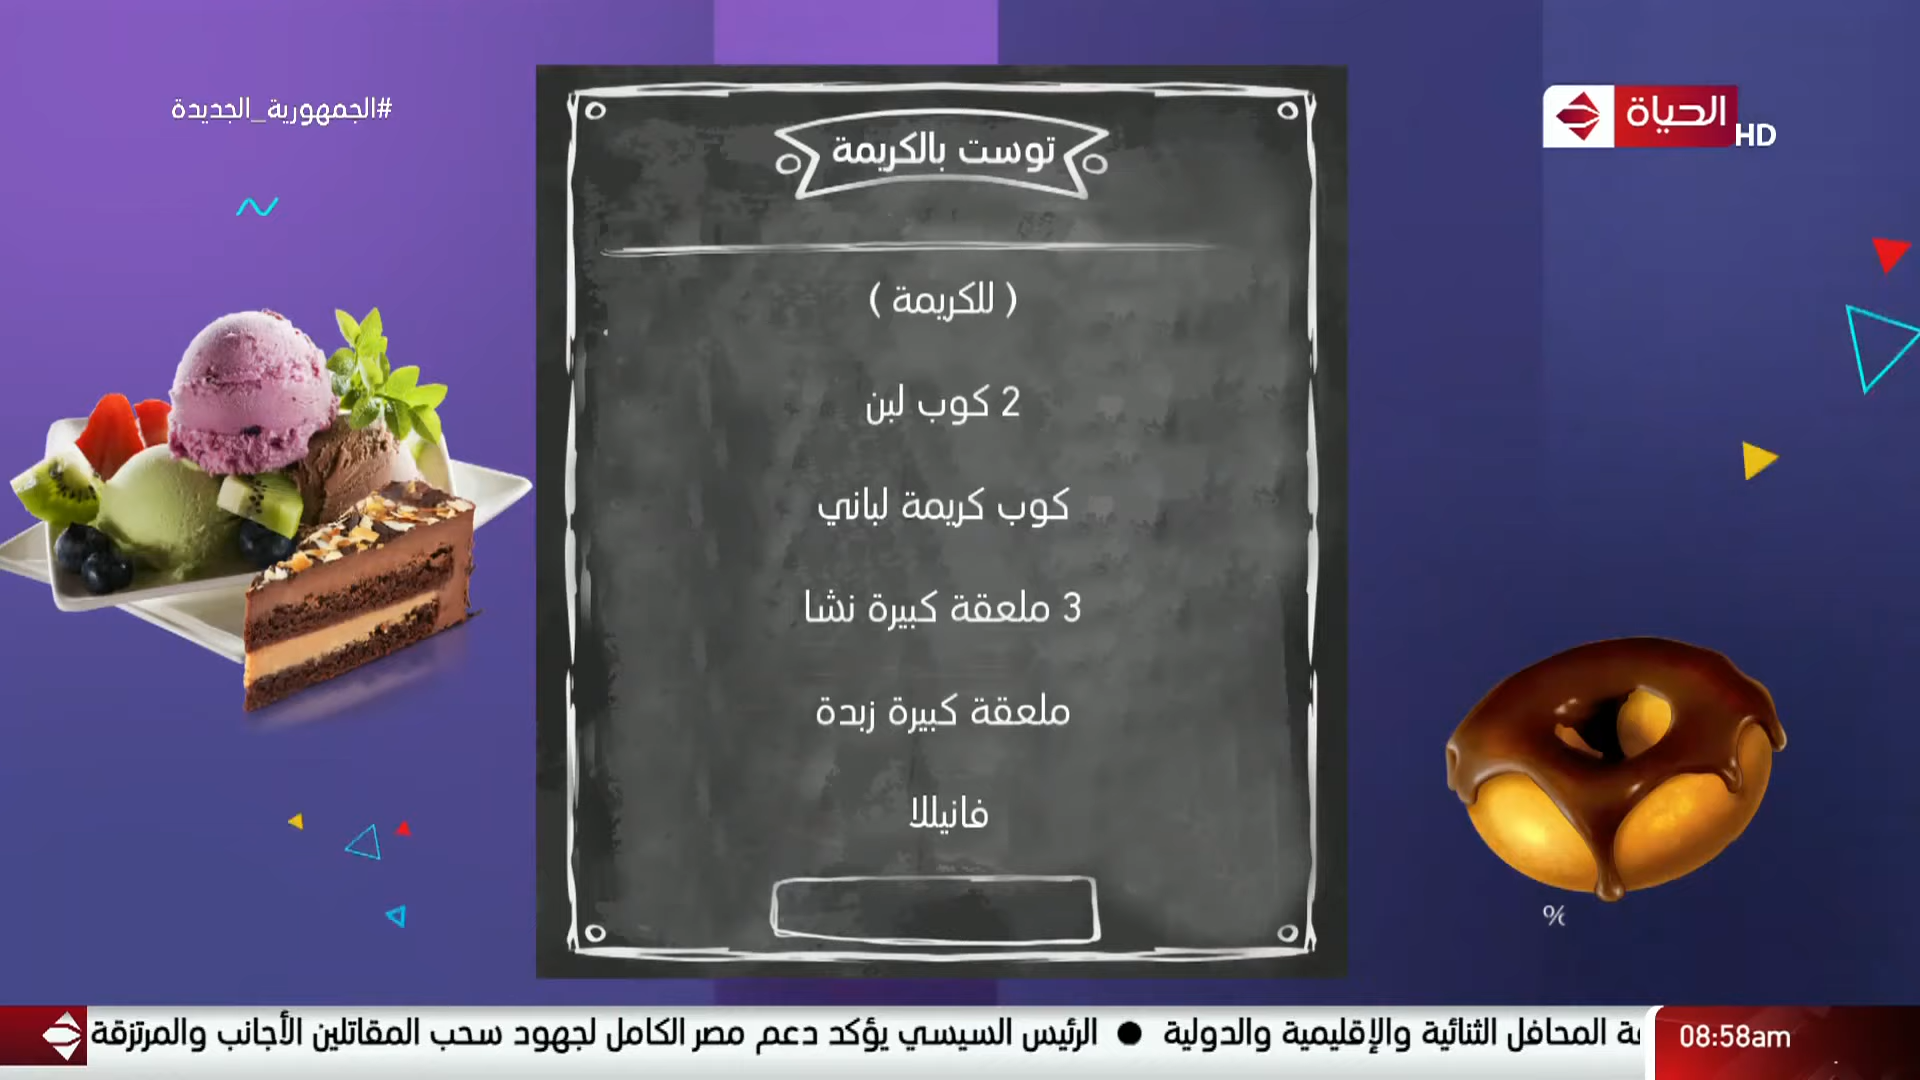 #الجمهورية_الجديدة
الحياة
HD
توست بالكريمة
( للكريمة )
2 كوب لبن
كوب كريمة لباني
3 ملعقة كبيرة نشا
ملعقة كبيرة زبدة
فانيللا
%
المحافل الثنائية والإقليمية والدولية ● الرئيس السيسي يؤكد دعم مصر الكامل لجهود سحب المقاتلين الأجانب والمرتزقة
08:58am